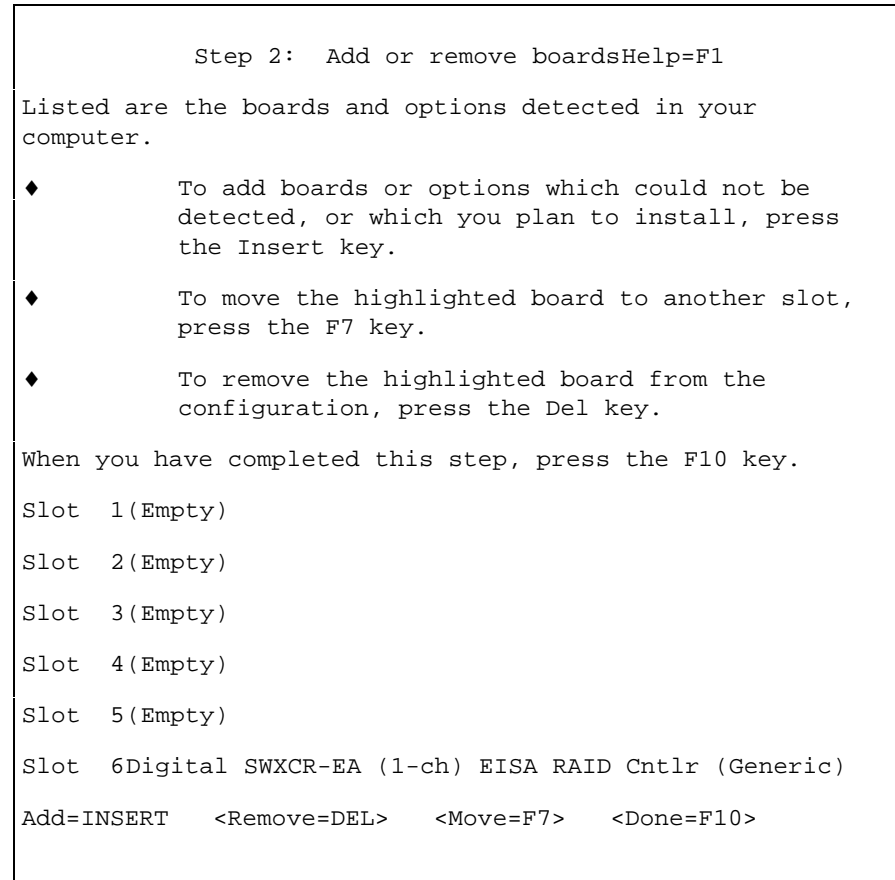 Step 2:  Add or remove boardsHelp=F1
Listed are the boards and options detected in your
computer.
♦ To add boards or options which could not be
detected, or which you plan to install, press
the Insert key.
♦ To move the highlighted board to another slot,
press the F7 key.
♦ To remove the highlighted board from the
configuration, press the Del key.
When you have completed this step, press the F10 key.
Slot  1(Empty)
Slot  2(Empty)
Slot  3(Empty)
Slot  4(Empty)
Slot  5(Empty)
Slot  6Digital SWXCR-EA (1-ch) EISA RAID Cntlr (Generic)
Add=INSERT   <Remove=DEL>   <Move=F7>   <Done=F10>